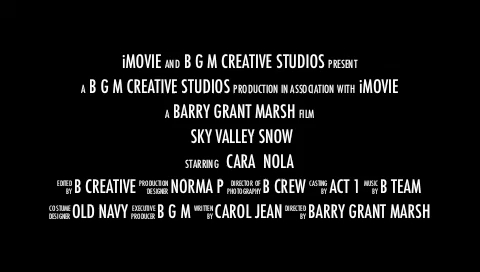 iMOVIE AND B G M CREATIVE STUDIOS PRESENT
A B G M CREATIVE STUDIOS PRODUCTION IN ASSOCIATION WITH iMOVIE
A BARRY GRANT MARSH FILM
SKY VALLEY SNOW
STARRING CARA NOLA
EDITED BY B CREATIVE PRODUCTION DESIGNER NORMA P DIRECTOR OF PHOTOGRAPHY B CREW CASTING BY ACT 1 MUSIC BY B TEAM
COSTUME DESIGNER OLD NAVY EXECUTIVE PRODUCER B G M WRITTEN BY CAROL JEAN DIRECTED BY BARRY GRANT MARSH